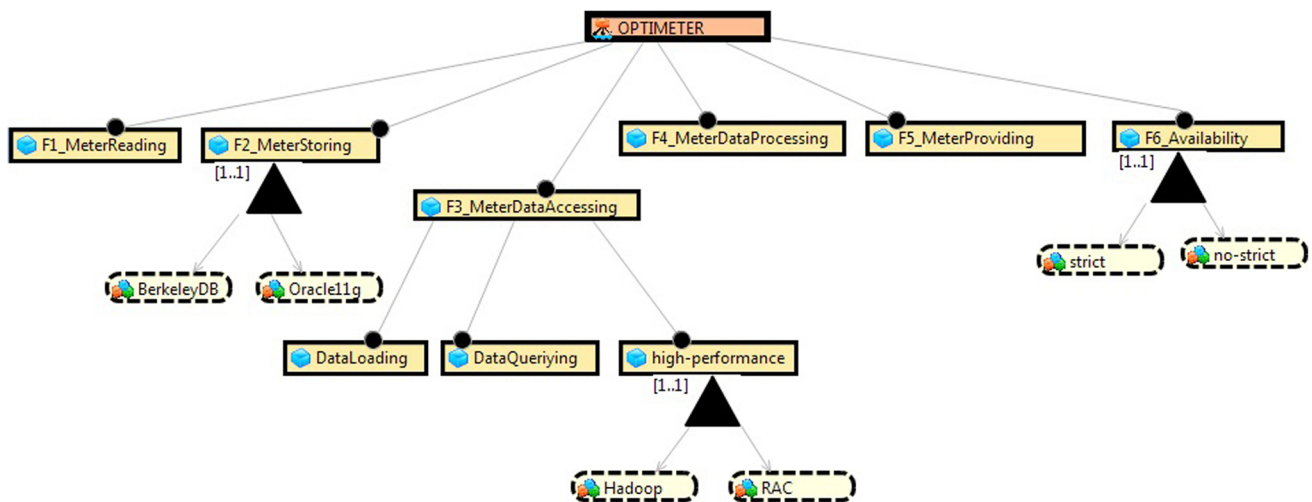 OPTIMETER
F1_MeterReading
F2_MeterStoring
[1..1]
F4_MeterDataProcessing
F5_MeterProviding
F6_Availability
[1..1]
F3_MeterDataAccessing
strict
no-strict
BerkeleyDB
Oracle11g
DataLoading
DataQueriying
high-performance
[1..1]
Hadoop
RAC